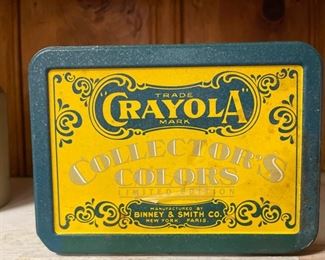 TRADE
"CRAYOLA"
MARK
COLLECTOR'S
COLORS
LIMITED EDITION
MANUFACTURED BY
BINNEY & SMITH CO.
NEW YORK. PARIS.